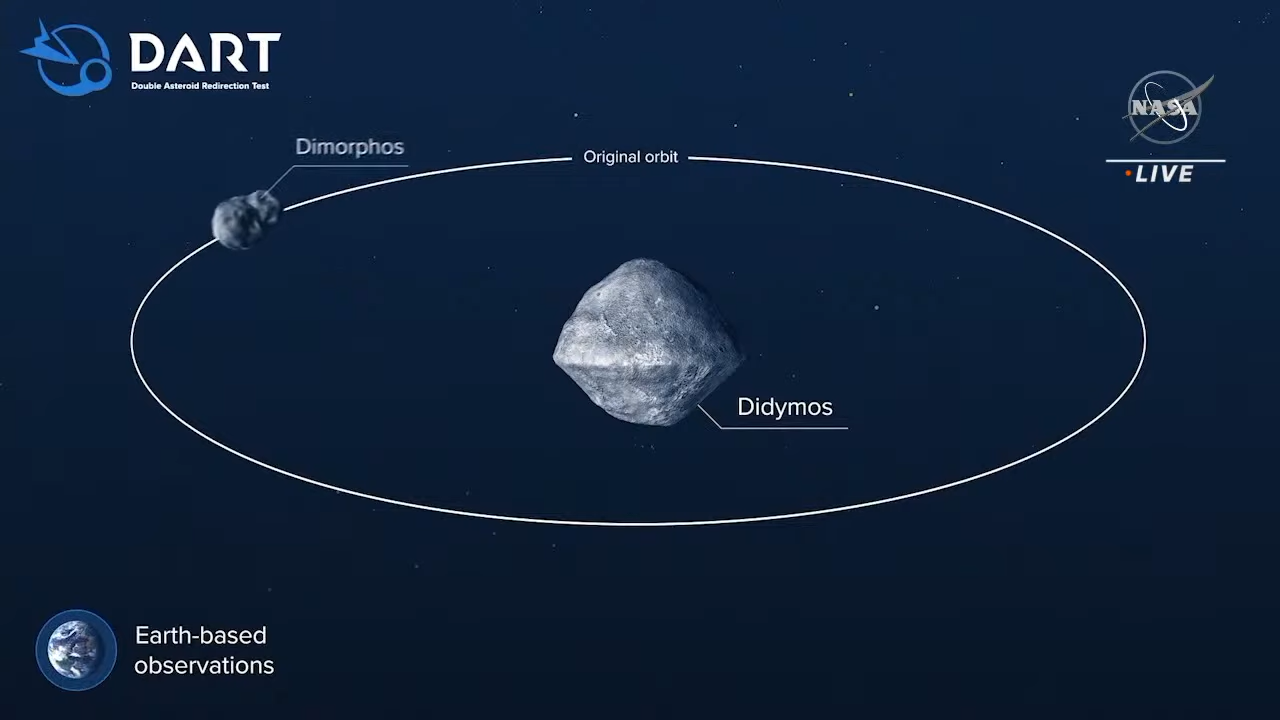 DART
Double Asteroid Redirection Test
NASA
LIVE
Dimorphos
Original orbit
Didymos
Earth-based
observations